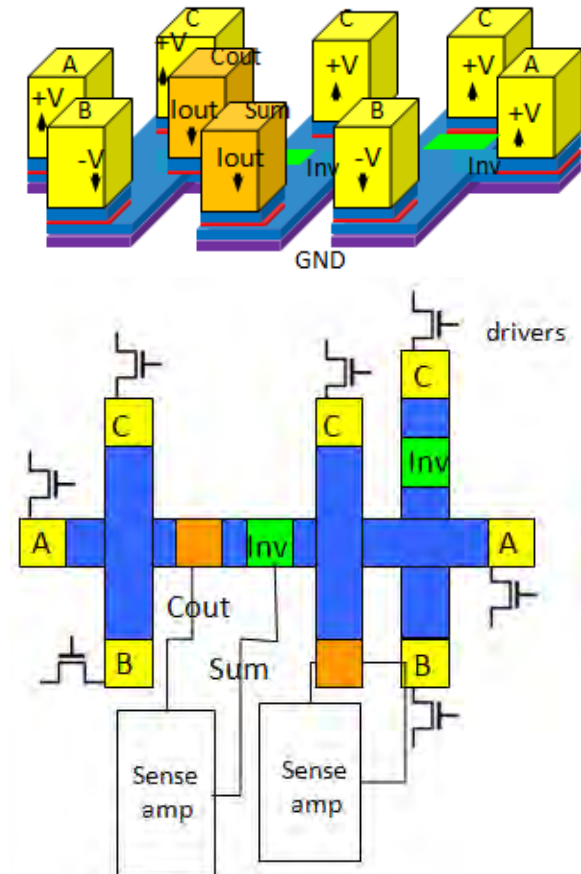 C
C
C
A
+V
Cout
A
+V
B
Iout
Sum
+V
+V
B
+V
-V
Iout
Inv
-V
Inv
GND
drivers
C
C
C
Inv
A
Inv
A
Cout
B
Sum
B
Sense
amp
Sense
amp